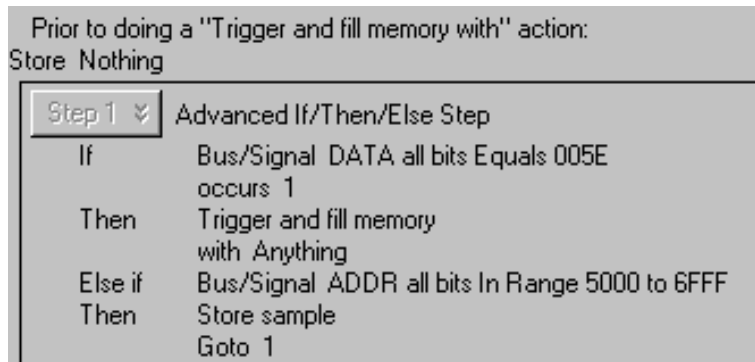 Prior to doing a "Trigger and fill memory with" action:
Store Nothing
Step 1 Advanced If/Then/Else Step
If Bus/Signal DATA all bits Equals 005E
occurs 1
Then Trigger and fill memory
with Anything
Else if Bus/Signal ADDR all bits In Range 5000 to 6FFF
Then Store sample
Goto 1